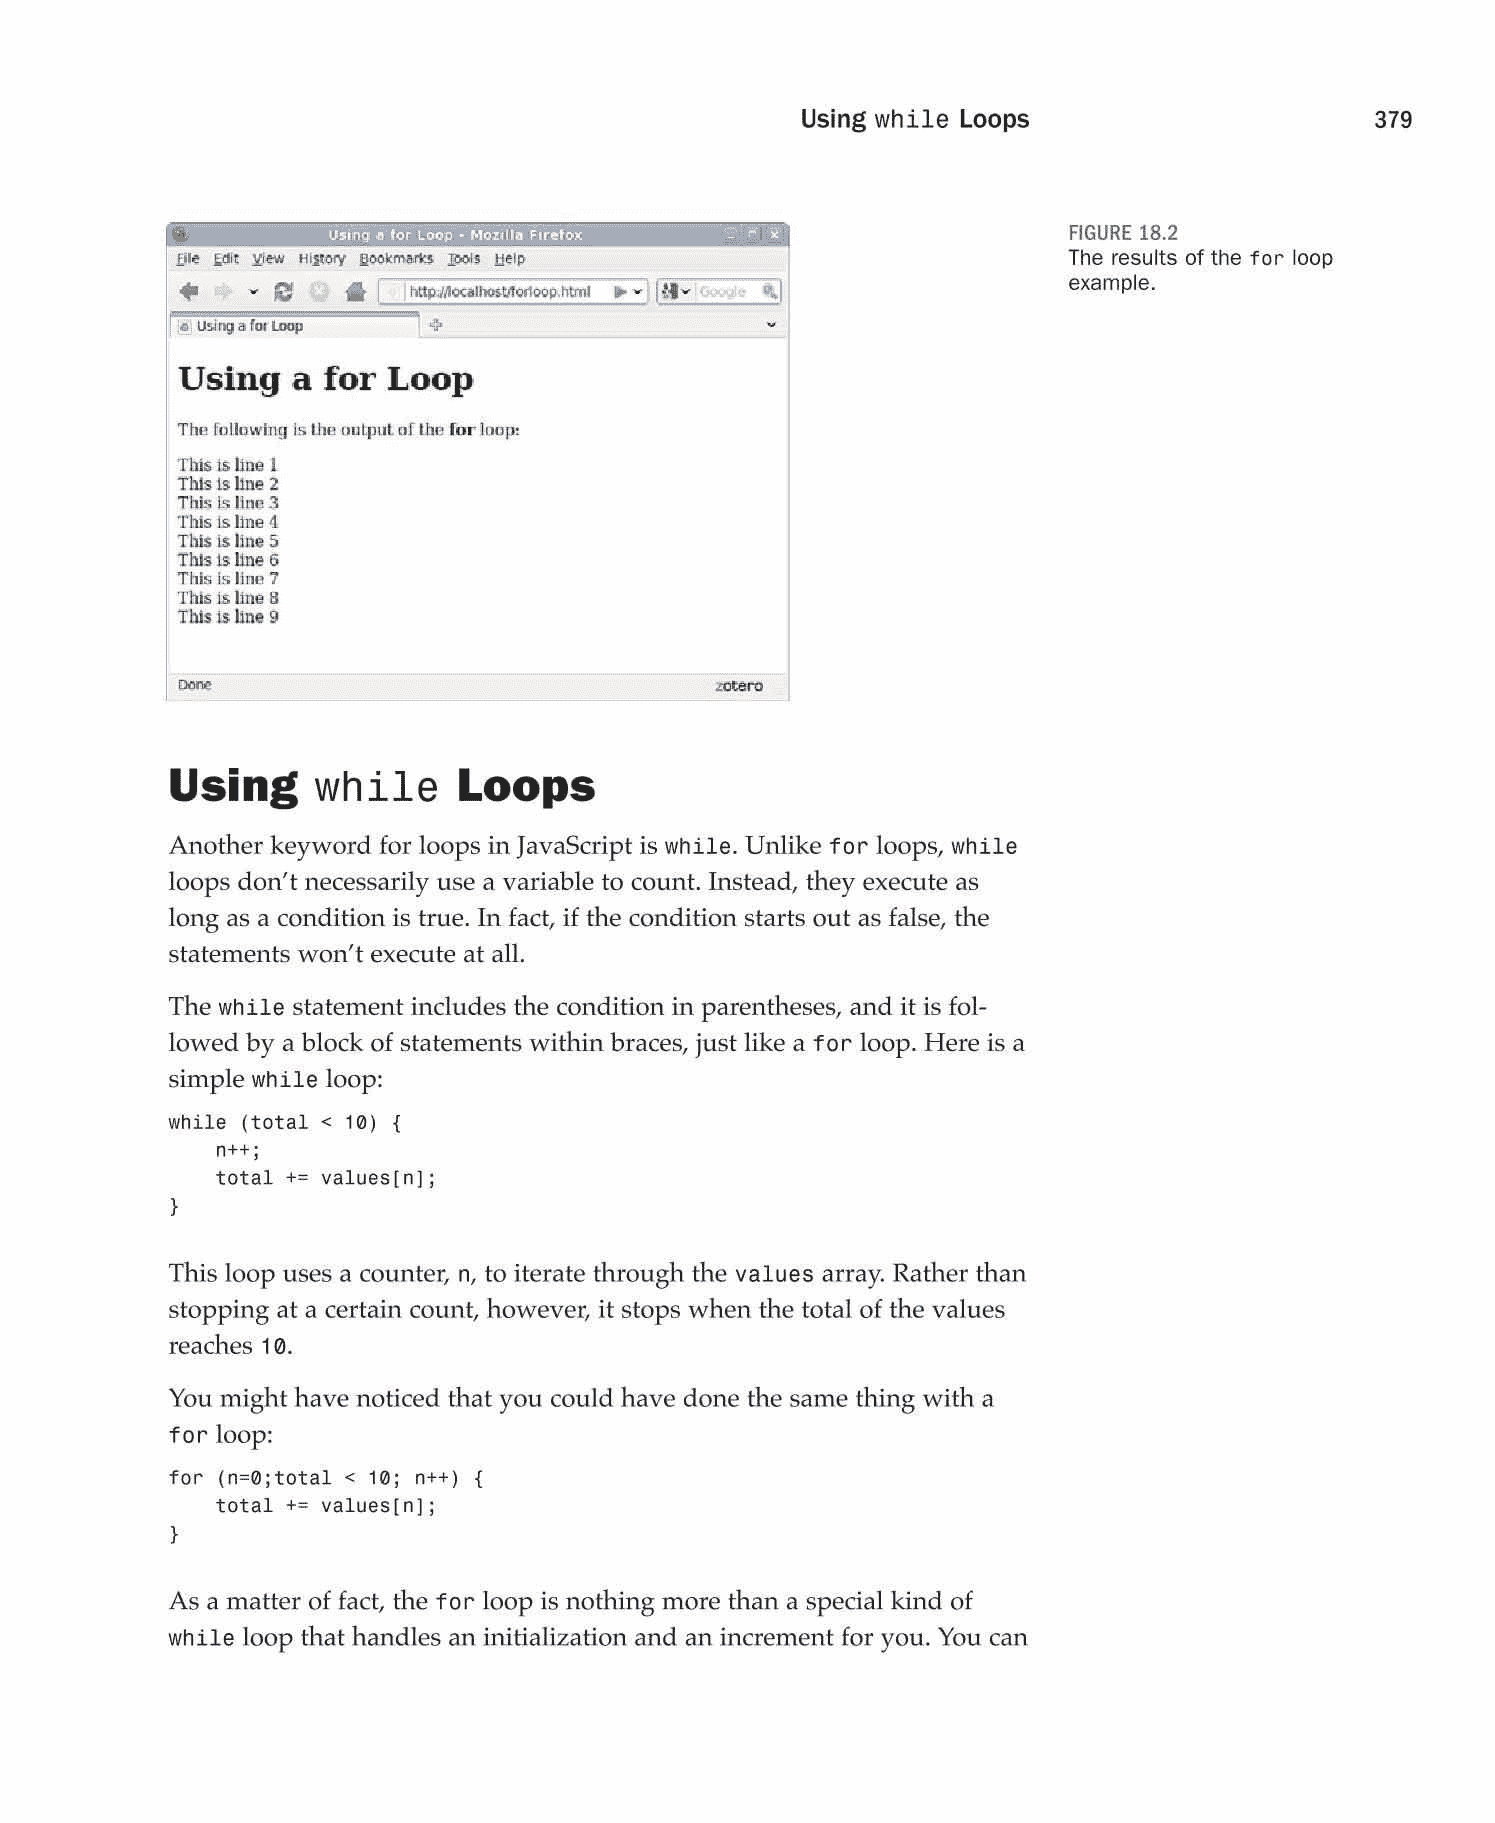 Using while Loops 379
Using a for Loop - Mozilla Firefox
File Edit View History Bookmarks Tools Help
http://localhost/forloop.html Google
Using a for Loop
Using a for Loop
The following is the output of the for loop:
This is line 1
This is line 2
This is line 3
This is line 4
This is line 5
This is line 6
This is line 7
This is line 8
This is line 9
Done zotero
FIGURE 18.2
The results of the for loop
example.
Using while Loops
Another keyword for loops in JavaScript is while. Unlike for loops, while
loops don’t necessarily use a variable to count. Instead, they execute as
long as a condition is true. In fact, if the condition starts out as false, the
statements won’t execute at all.
The while statement includes the condition in parentheses, and it is fol-
lowed by a block of statements within braces, just like a for loop. Here is a
simple while loop:
while (total < 10) {
    n++;
    total += values[n];
}
This loop uses a counter, n, to iterate through the values array. Rather than
stopping at a certain count, however, it stops when the total of the values
reaches 10.
You might have noticed that you could have done the same thing with a
for loop:
for (n=0;total < 10; n++) {
    total += values[n];
}
As a matter of fact, the for loop is nothing more than a special kind of
while loop that handles an initialization and an increment for you. You can